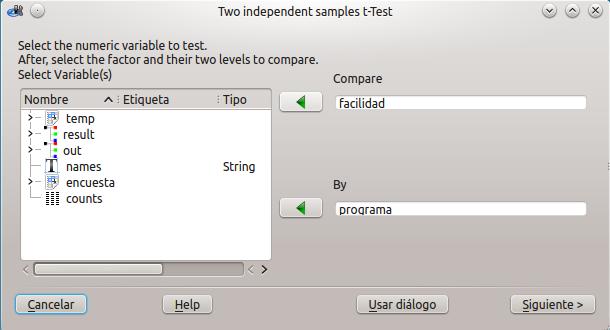 Two independent samples t-Test
Select the numeric variable to test.
After, select the factor and their two levels to compare.
Select Variable(s)
Nombre Etiqueta Tipo
temp
result
out
names String
encuesta
counts
Compare
facilidad
By
programa
Cancelar Help Usar diálogo Siguiente >